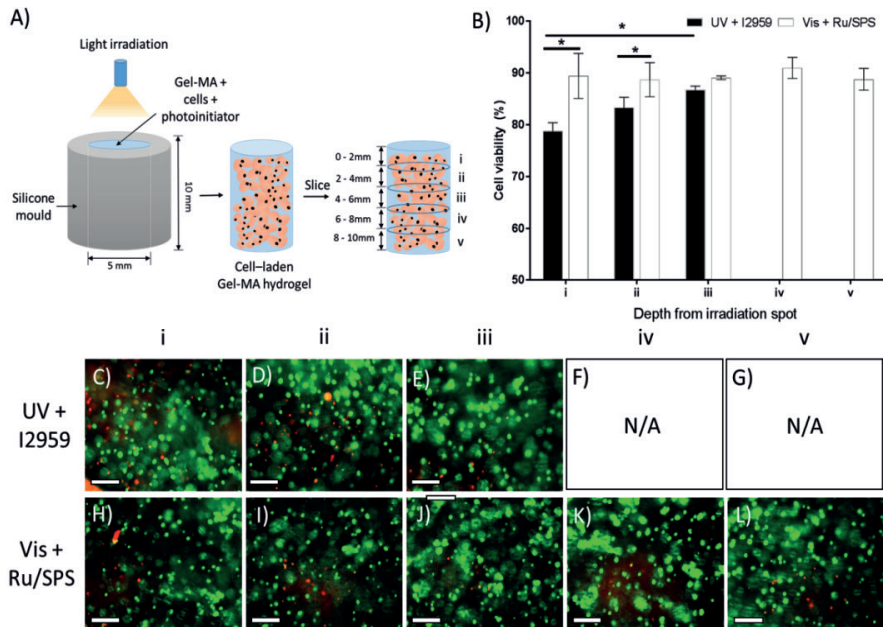 A)
Light irradiation
Gel-MA +
cells +
photoinitiator
Silicone
mould
10 mm
5 mm
Cell–laden
Gel-MA hydrogel
Slice
0 - 2mm
2 - 4mm
4 - 6mm
6 - 8mm
8 - 10mm
i
ii
iii
iv
v
B)
UV + I2959
Vis + Ru/SPS
Cell viability (%)
100
90
80
70
60
50
*
*
*
i
ii
iii
iv
v
Depth from irradiation spot
i
ii
iii
iv
v
UV +
I2959
C)
D)
E)
F)
N/A
G)
N/A
Vis +
Ru/SPS
H)
I)
J)
K)
L)